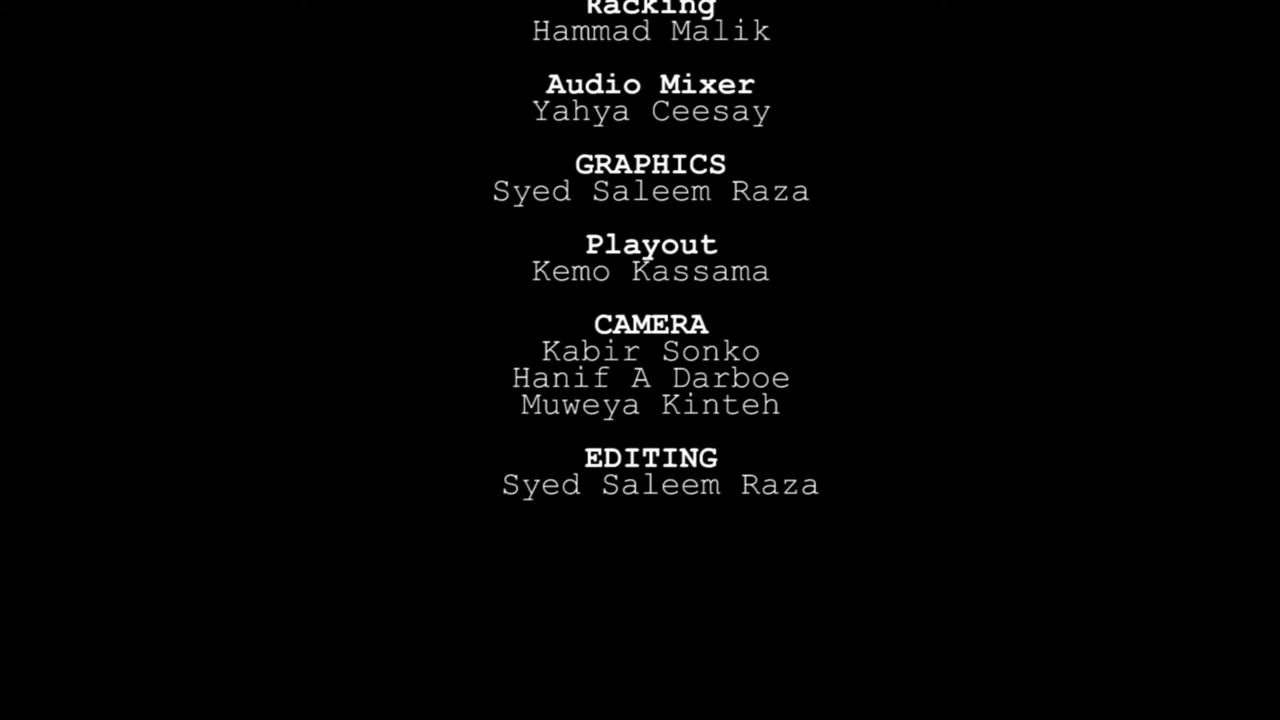 Racking
Hammad Malik
Audio Mixer
Yahya Ceesay
GRAPHICS
Syed Saleem Raza
Playout
Kemo Kassama
CAMERA
Kabir Sonko
Hanif A Darboe
Muweya Kinteh
EDITING
Syed Saleem Raza